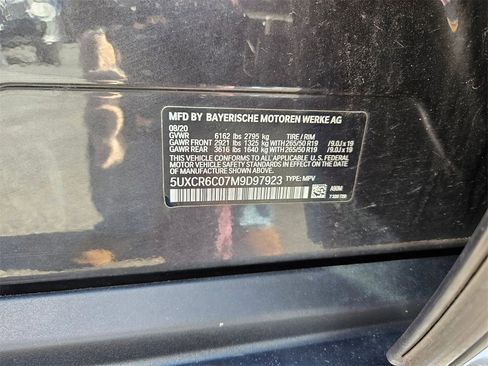 MFD BY BAYERISCHE MOTOREN WERKE AG
08/20
GVWR 6162 lbs 2795 kg TIRE / RIM
GAWR FRONT 2921 lbs 1325 kg WITH 265/50 R19 /9.0J x 19
GAWR REAR 3616 lbs 1640 kg WITH 265/50 R19 /9.0J x 19
THIS VEHICLE CONFORMS TO ALL APPLICABLE U.S. FEDERAL
MOTOR VEHICLE SAFETY STANDARDS IN EFFECT ON THE DATE
OF MANUFACTURE SHOWN ABOVE.
5UXCR6C07M9D97923 TYPE: MPV